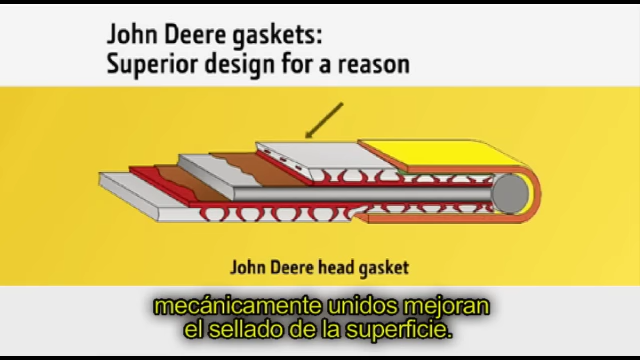 John Deere gaskets:
Superior design for a reason
John Deere head gasket
mecánicamente unidos mejoran
el sellado de la superficie.